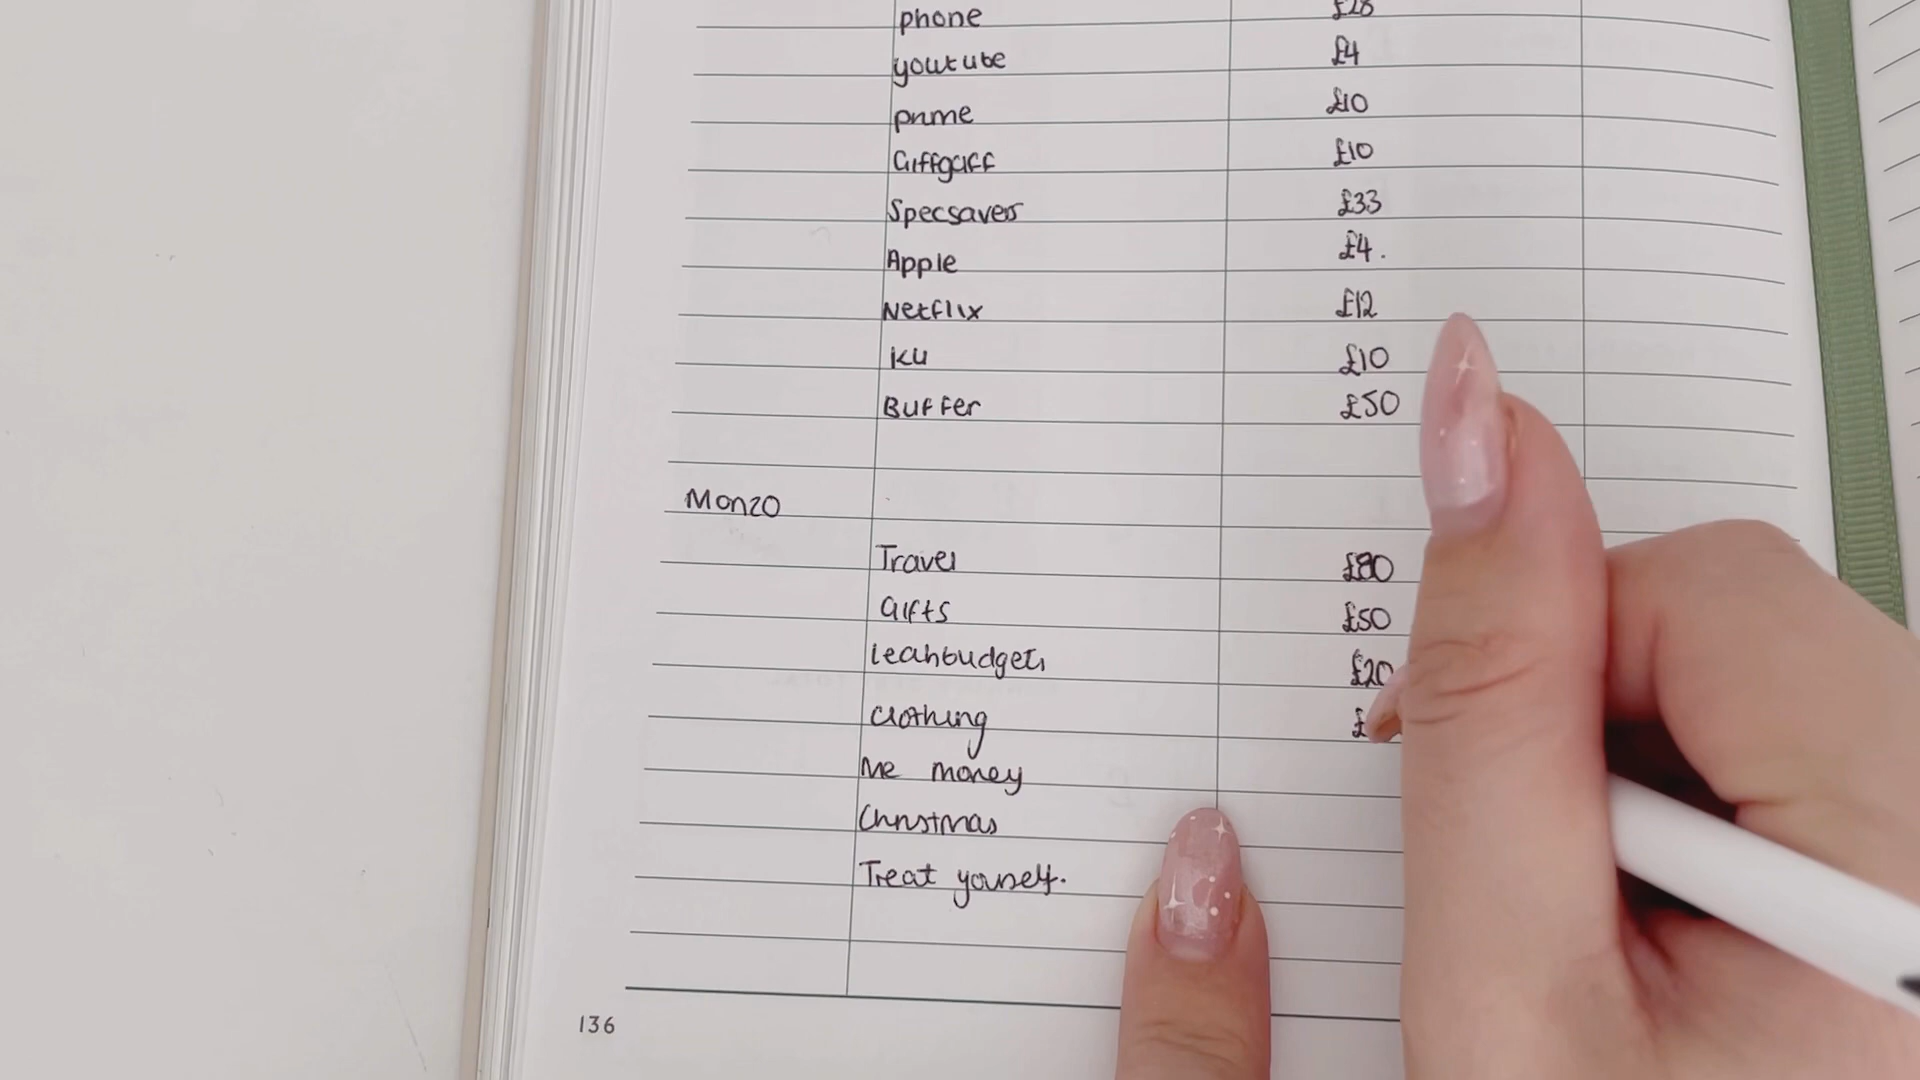 phone £28
youtube £4
prime £10
Giffgaff £10
Specsavers £33
Apple £4.
Netflix £12
KU £10
Buffer £50
Monzo
Travel £80
Gifts £50
leahbudgets £20
Clothing £
Me money
Christmas
Treat yourself.
136